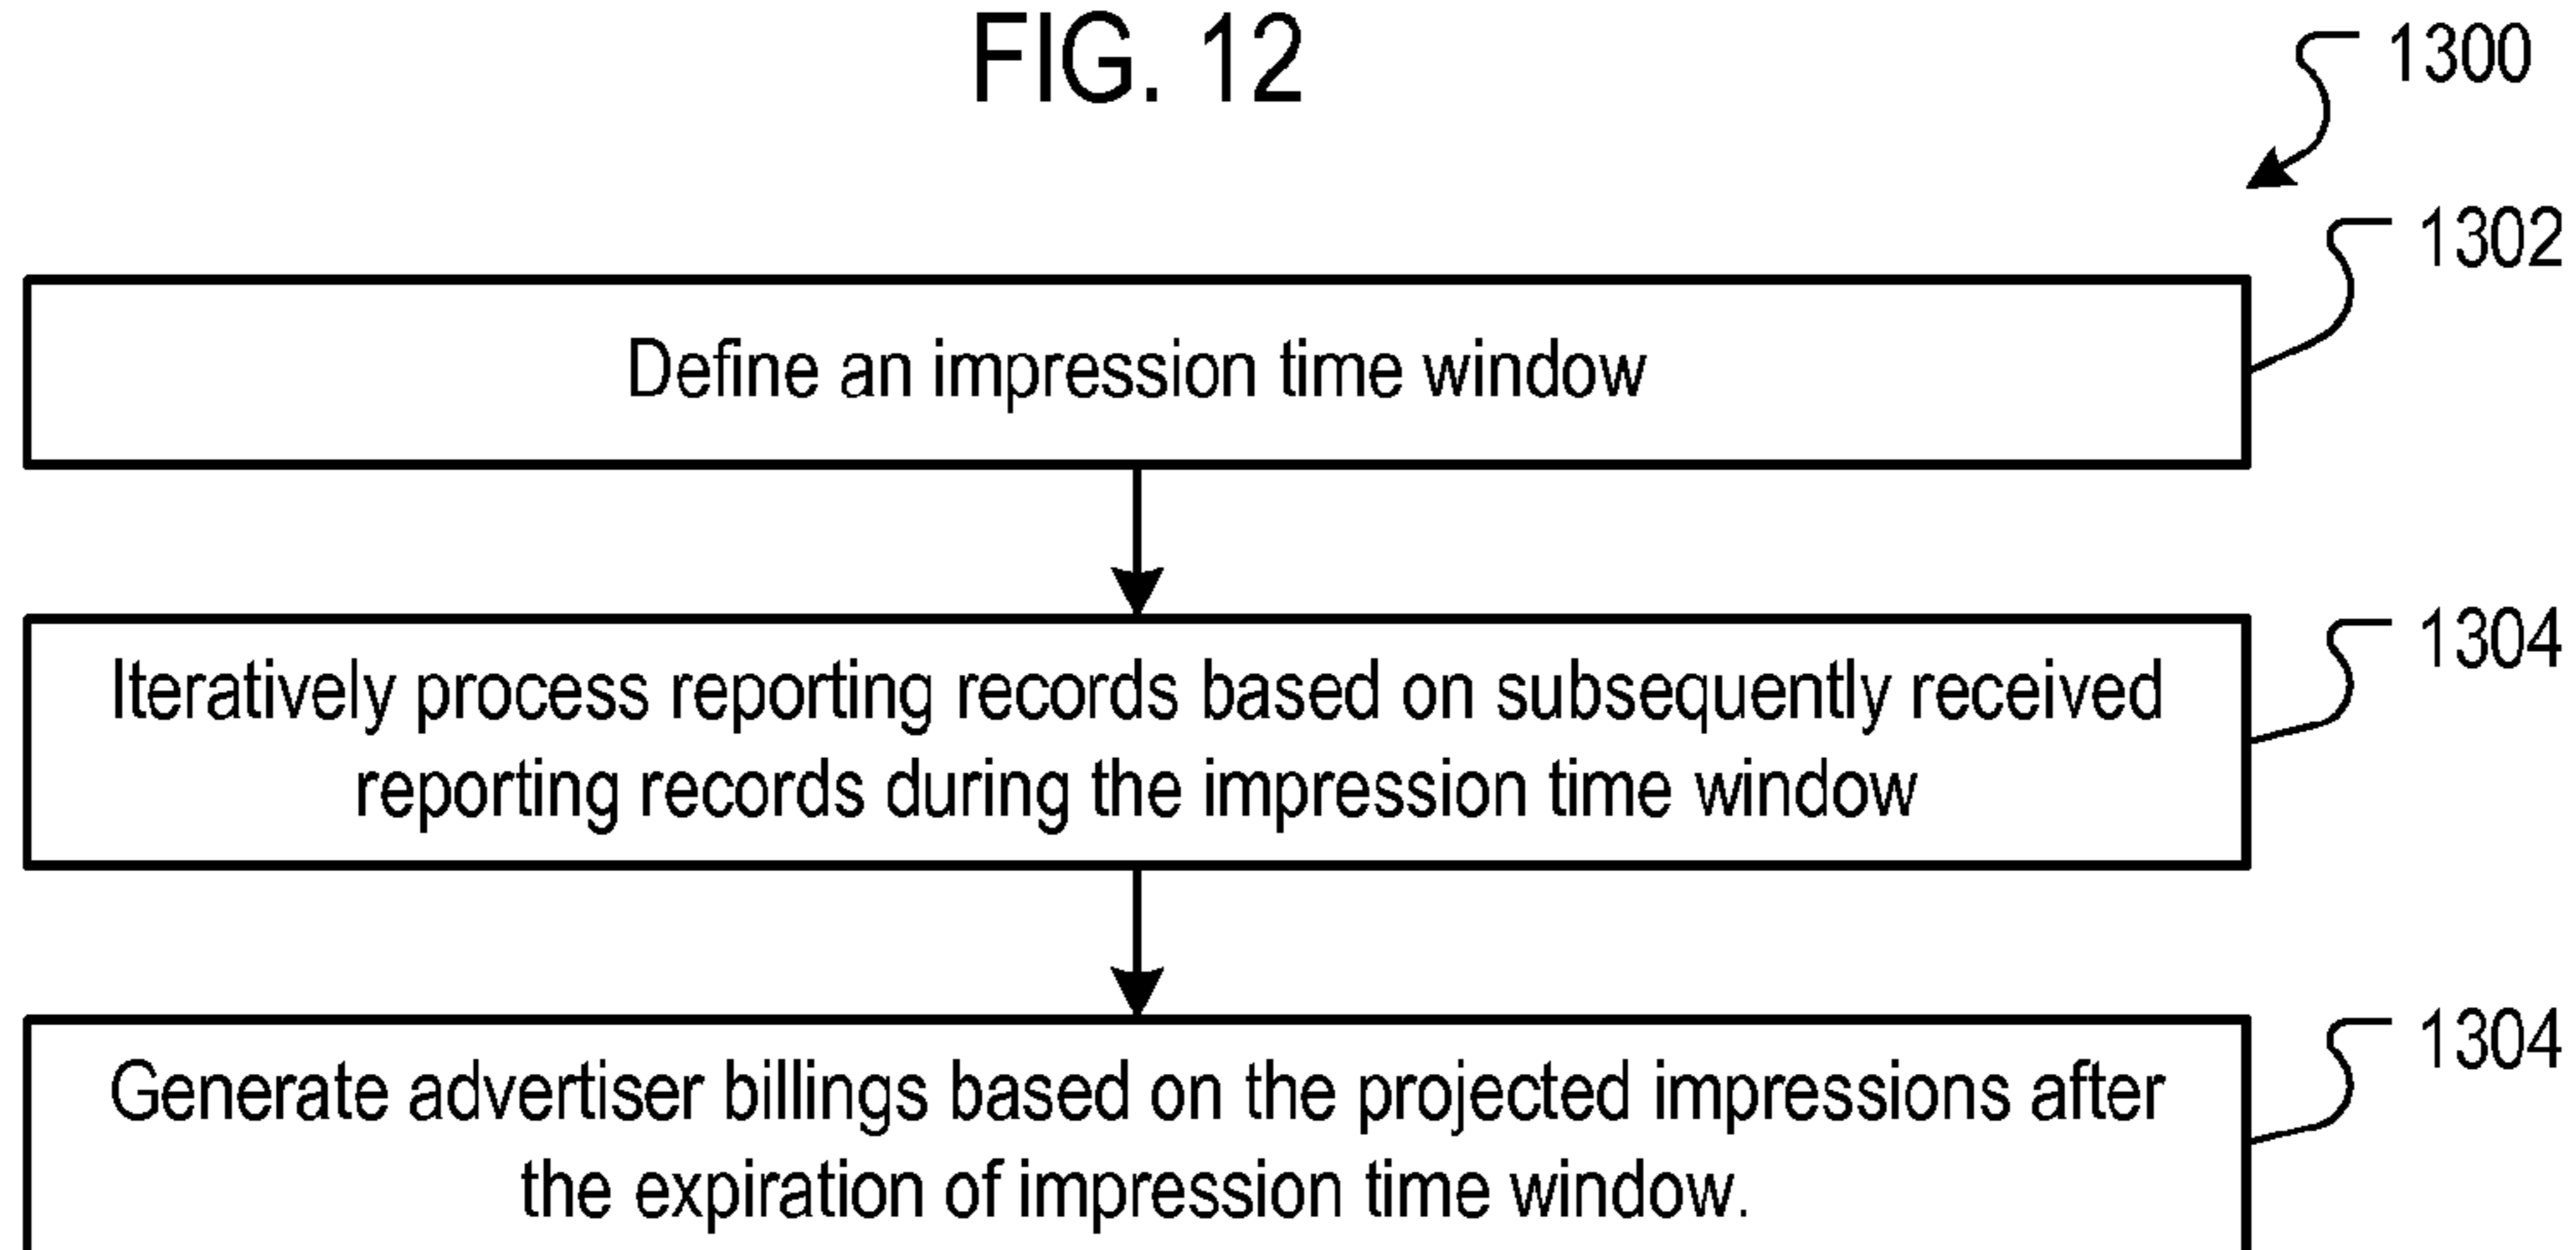 FIG. 12
1300
1302
Define an impression time window
1304
Iteratively process reporting records based on subsequently received
reporting records during the impression time window
1304
Generate advertiser billings based on the projected impressions after
the expiration of impression time window.